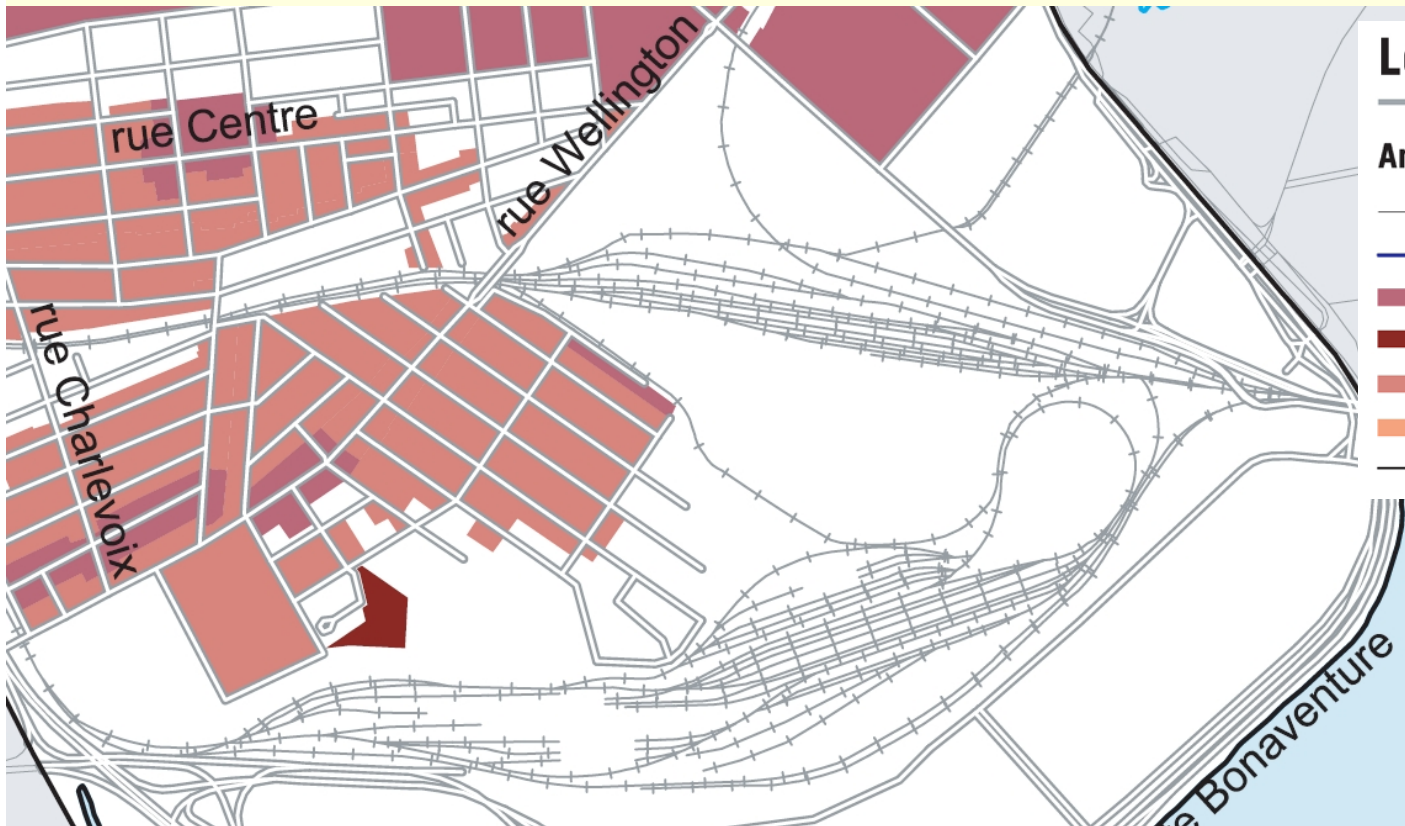 rue Centre
rue Wellington
rue Charlevoix
Bonaventure